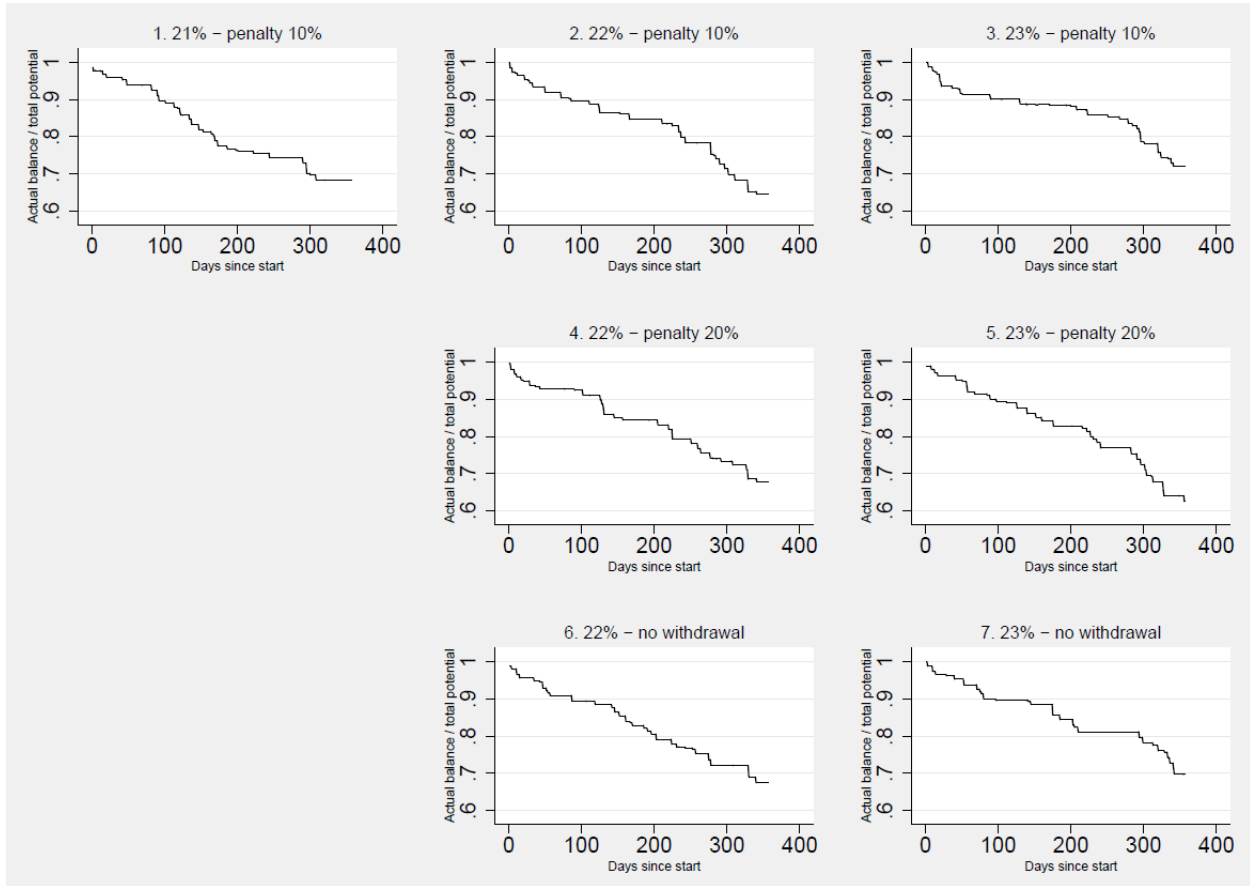 1. 21% − penalty 10%
Actual balance / total potential
1
.9
.8
.7
.6
0 100 200 300 400
Days since start
2. 22% − penalty 10%
Actual balance / total potential
1
.9
.8
.7
.6
0 100 200 300 400
Days since start
3. 23% − penalty 10%
Actual balance / total potential
1
.9
.8
.7
.6
0 100 200 300 400
Days since start
4. 22% − penalty 20%
Actual balance / total potential
1
.9
.8
.7
.6
0 100 200 300 400
Days since start
5. 23% − penalty 20%
Actual balance / total potential
1
.9
.8
.7
.6
0 100 200 300 400
Days since start
6. 22% − no withdrawal
Actual balance / total potential
1
.9
.8
.7
.6
0 100 200 300 400
Days since start
7. 23% − no withdrawal
Actual balance / total potential
1
.9
.8
.7
.6
0 100 200 300 400
Days since start